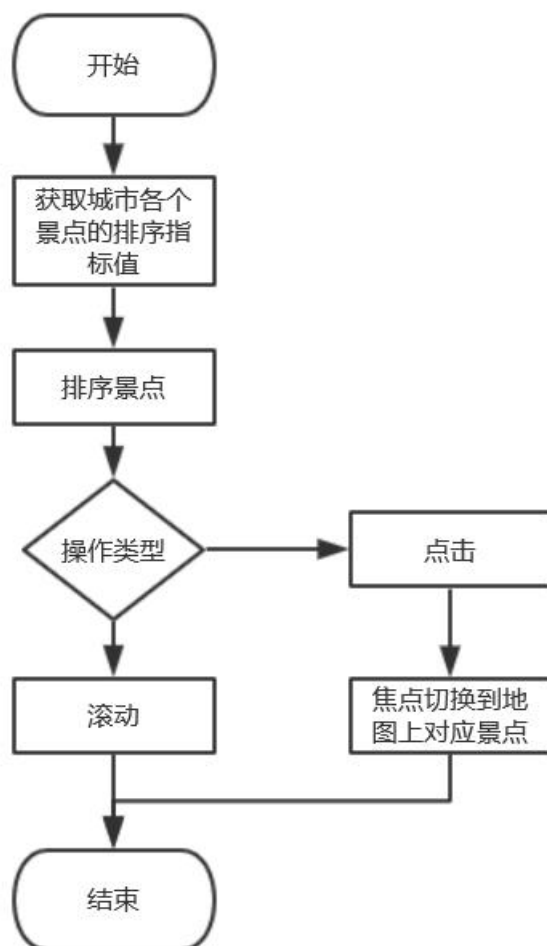 开始
获取城市各个
景点的排序指
标值
排序景点
操作类型
点击
滚动
焦点切换到地
图上对应景点
结束